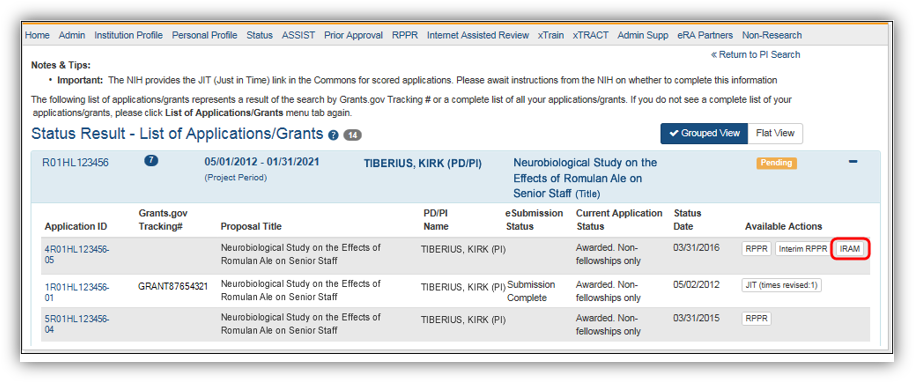 Home Admin Institution Profile Personal Profile Status ASSIST Prior Approval RPPR Internet Assisted Review xTrain xTRACT Admin Supp eRA Partners Non-Research
« Return to PI Search
Notes & Tips:
• Important: The NIH provides the JIT (Just in Time) link in the Commons for scored applications. Please await instructions from the NIH on whether to complete this information
The following list of applications/grants represents a result of the search by Grants.gov Tracking # or a complete list of all your applications/grants. If you do not see a complete list of your
applications/grants, please click List of Applications/Grants menu tab again.
Status Result - List of Applications/Grants ? 14
✔ Grouped View Flat View
R01HL123456 7 05/01/2012 - 01/31/2021 TIBERIUS, KIRK (PD/PI) Neurobiological Study on the Pending −
(Project Period) Effects of Romulan Ale on
Senior Staff (Title)
Grants.gov PD/PI eSubmission Current Application Status
Application ID Tracking# Proposal Title Name Status Status Date Available Actions
4R01HL123456- Neurobiological Study on the Effects of TIBERIUS, KIRK (PI) Awarded. Non- 03/31/2016 RPPR Interim RPPR IRAM
05 Romulan Ale on Senior Staff fellowships only
1R01HL123456- GRANT87654321 Neurobiological Study on the Effects of TIBERIUS, KIRK (PI) Submission Awarded. Non- 05/02/2012 JIT (times revised:1)
01 Romulan Ale on Senior Staff Complete fellowships only
5R01HL123456- Neurobiological Study on the Effects of TIBERIUS, KIRK (PI) Awarded. Non- 03/31/2015 RPPR
04 Romulan Ale on Senior Staff fellowships only